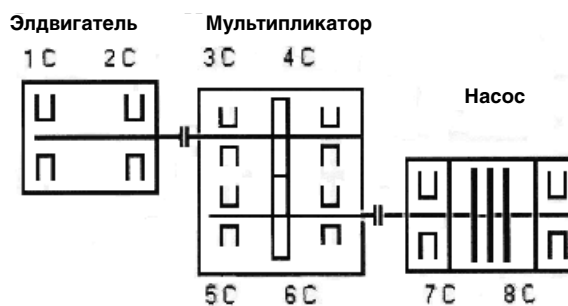 Элдвигатель
Мультипликатор
1С 2С
3С 4С
Насос
5С 6С
7С 8С